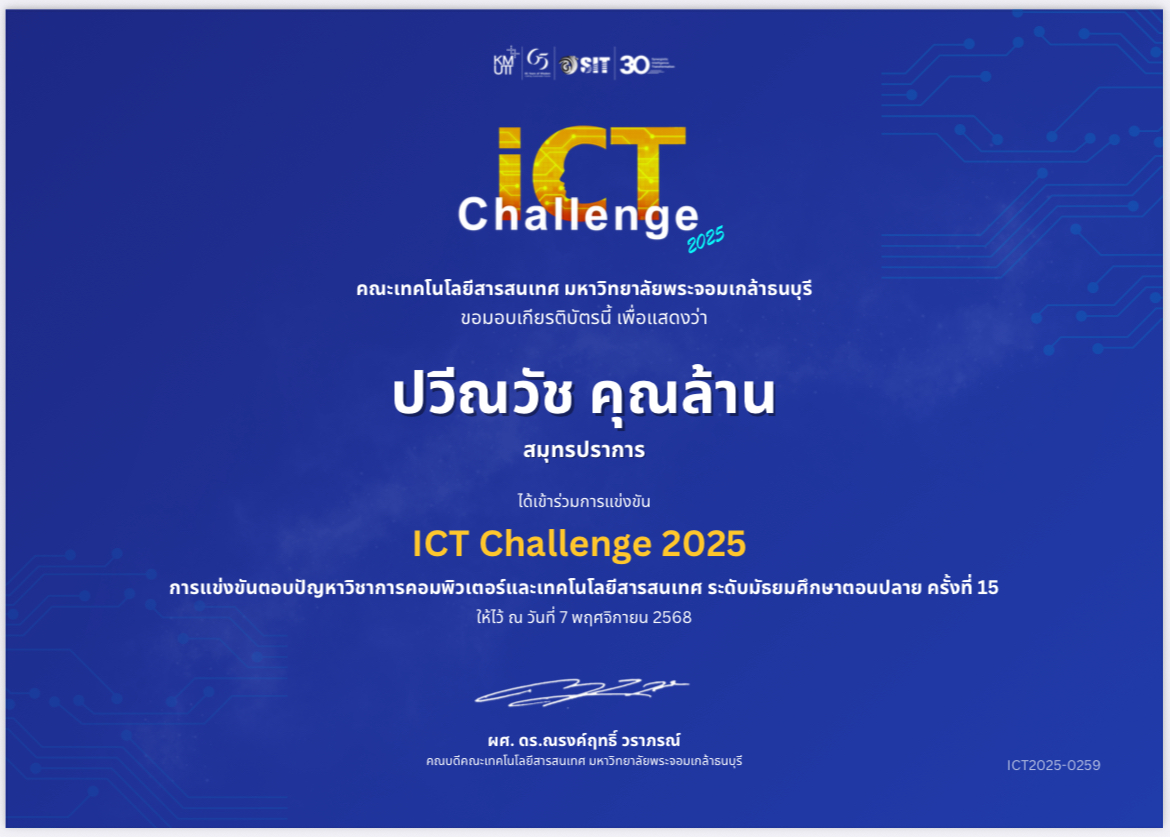 KMUTT 65 SIT 30
iCT
Challenge
2025
คณะเทคโนโลยีสารสนเทศ มหาวิทยาลัยพระจอมเกล้าธนบุรี
ขอมอบเกียรติบัตรนี้ เพื่อแสดงว่า
ปวีณวัช คุณล้าน
สมุทรปราการ
ได้เข้าร่วมการแข่งขัน
ICT Challenge 2025
การแข่งขันตอบปัญหาวิชาการคอมพิวเตอร์และเทคโนโลยีสารสนเทศ ระดับมัธยมศึกษาตอนปลาย ครั้งที่ 15
ให้ไว้ ณ วันที่ 7 พฤศจิกายน 2568
ผศ. ดร.ณรงค์ฤทธิ์ วราภรณ์
คณบดีคณะเทคโนโลยีสารสนเทศ มหาวิทยาลัยพระจอมเกล้าธนบุรี
ICT2025-0259